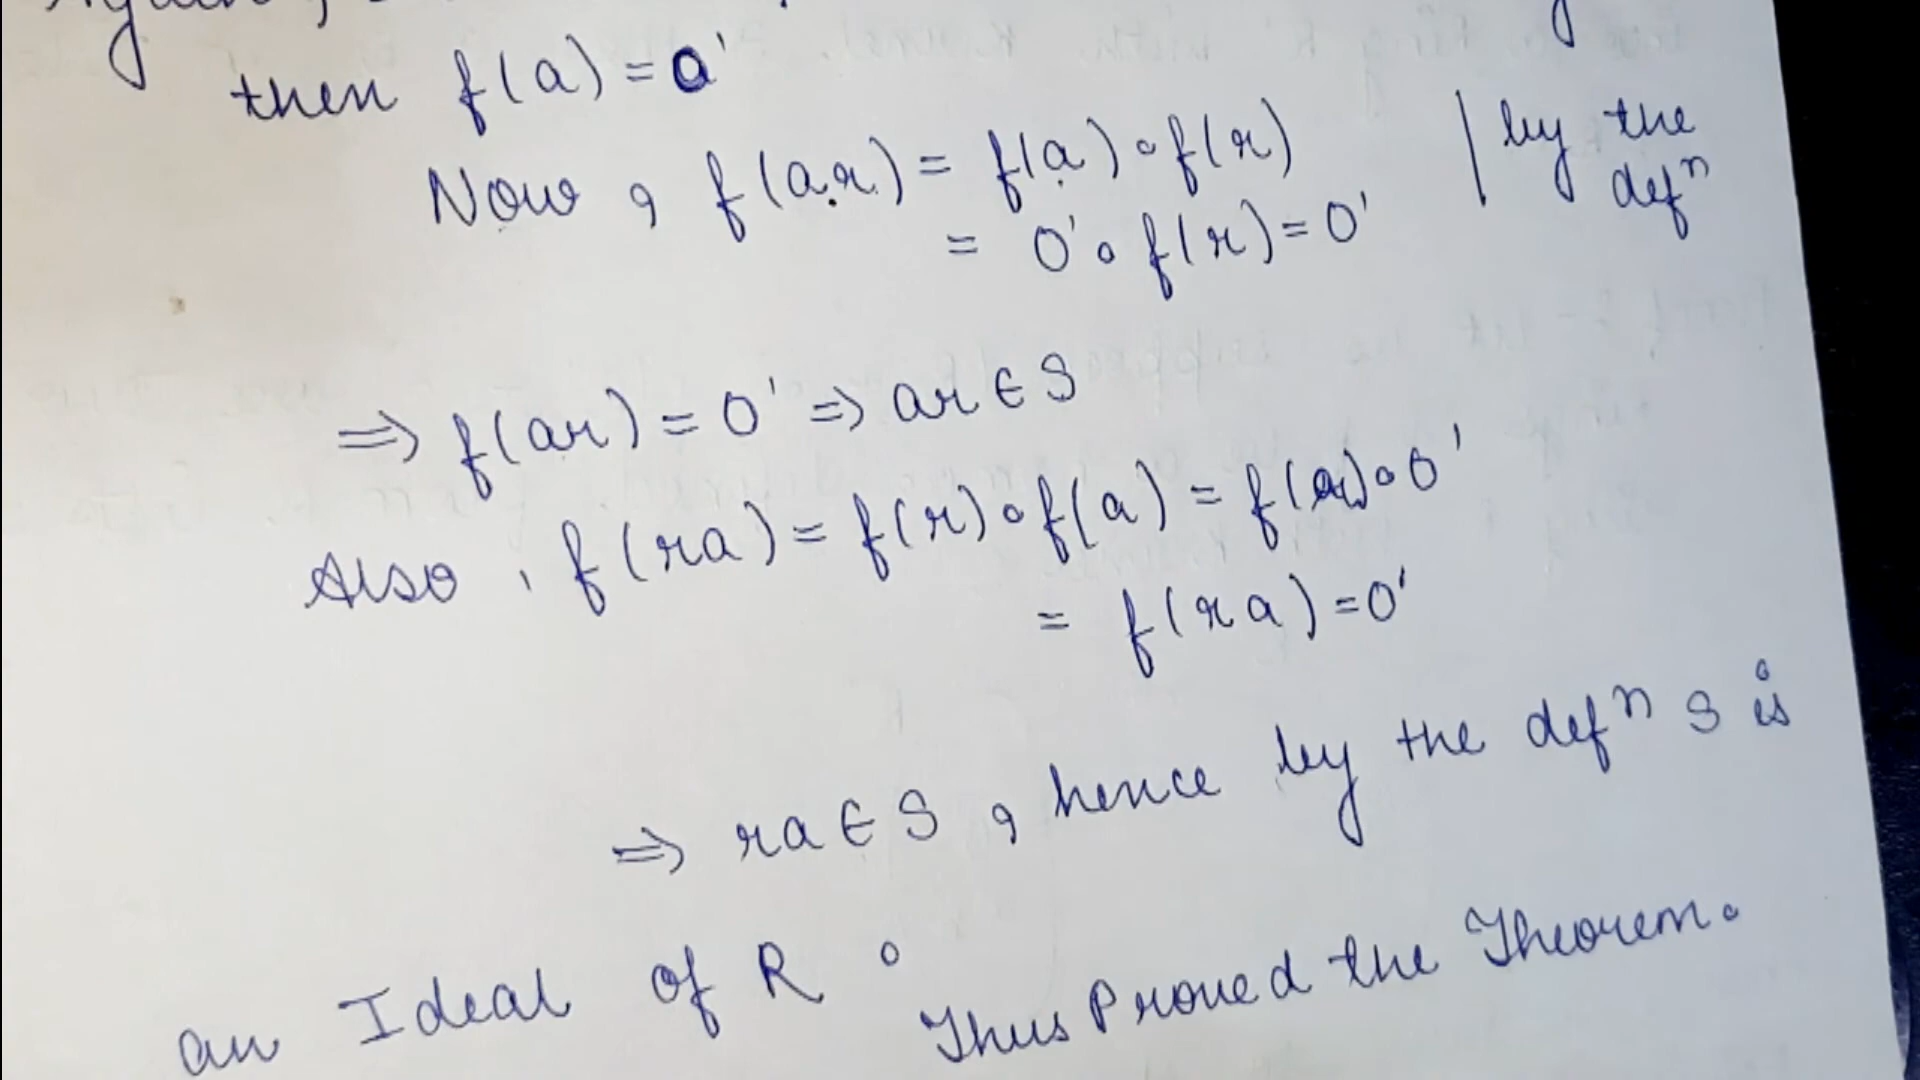 then f(a) = 0'
Now, f(a.r) = f(a)∘f(r) | by the
defⁿ
= 0'∘f(r) = 0'
⇒ f(ar) = 0' ⇒ ar ∈ S
Also, f(ra) = f(r)∘f(a) = f(a)∘0'
= f(ra) = 0'
⇒ ra ∈ S, hence by the defⁿ S is
an Ideal of R.
Thus Proved the Theorem.